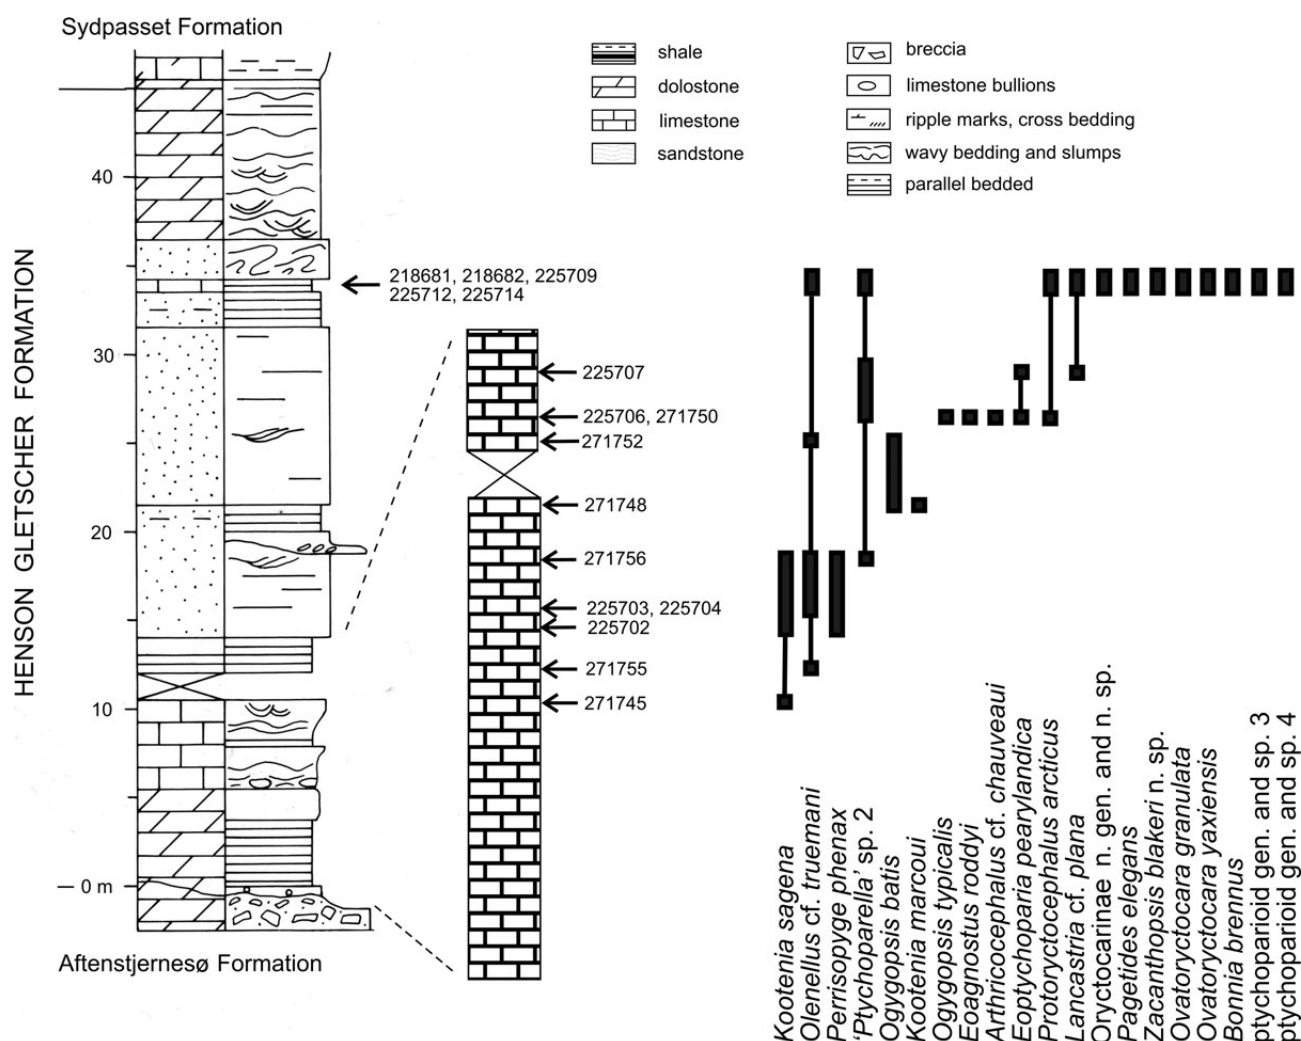 Sydpasset Formation
shale
dolostone
limestone
sandstone
breccia
limestone bullions
ripple marks, cross bedding
wavy bedding and slumps
parallel bedded
HENSON GLETSCHER FORMATION
40
30
20
10
0 m
218681, 218682, 225709
225712, 225714
225707
225706, 271750
271752
271748
271756
225703, 225704
225702
271755
271745
Aftenstjernesø Formation
Kootenia sagena
Olenellus cf. truemani
Perrisopyge phenax
'Ptychoparella' sp. 2
Ogygopsis batis
Kootenia marcoui
Ogygopsis typicalis
Eoagnostus roddyi
Arthricocephalus cf. chauveaui
Eoptychoparia pearylandica
Protoryctocephalus arcticus
Lancastria cf. plana
Oryctocarinae n. gen. and n. sp.
Pagetides elegans
Zacanthopsis blakeri n. sp.
Ovatoryctocara granulata
Ovatoryctocara yaxiensis
Bonnia brennus
ptychoparioid gen. and sp. 3
ptychoparioid gen. and sp. 4